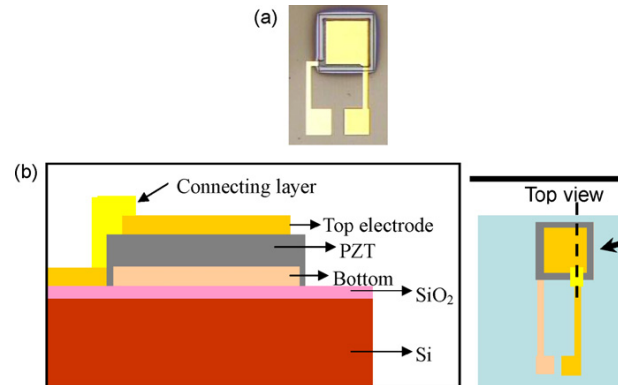 (a)
(b)
Connecting layer
Top electrode
PZT
Bottom
SiO₂
Si
Top view